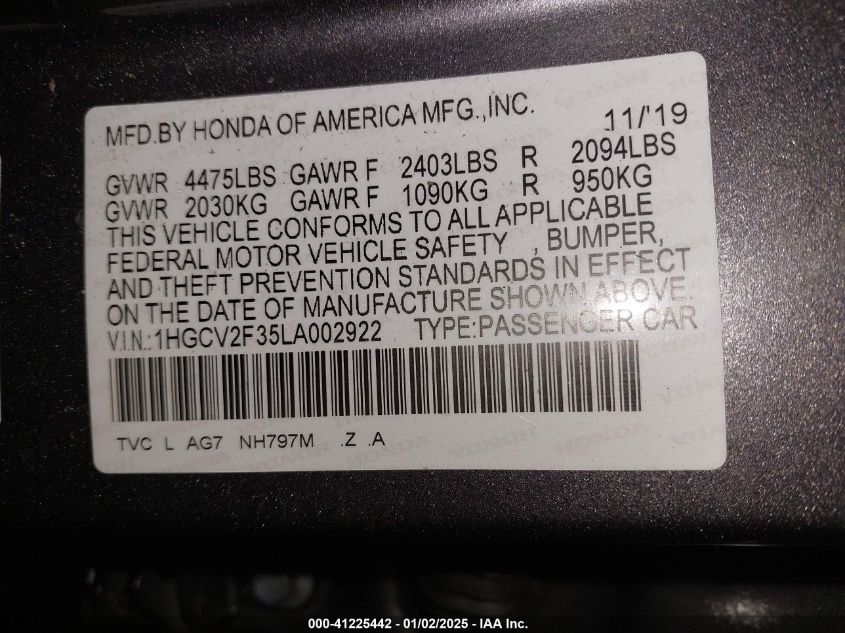 MFD.BY HONDA OF AMERICA MFG.,INC. 11/'19
GVWR 4475LBS GAWR F 2403LBS R 2094LBS
GVWR 2030KG GAWR F 1090KG R 950KG
THIS VEHICLE CONFORMS TO ALL APPLICABLE
FEDERAL MOTOR VEHICLE SAFETY , BUMPER,
AND THEFT PREVENTION STANDARDS IN EFFECT
ON THE DATE OF MANUFACTURE SHOWN ABOVE.
V.I.N.:1HGCV2F35LA002922 TYPE:PASSENGER CAR
TVC L AG7 NH797M .Z .A
000-41225442 - 01/02/2025 - IAA Inc.